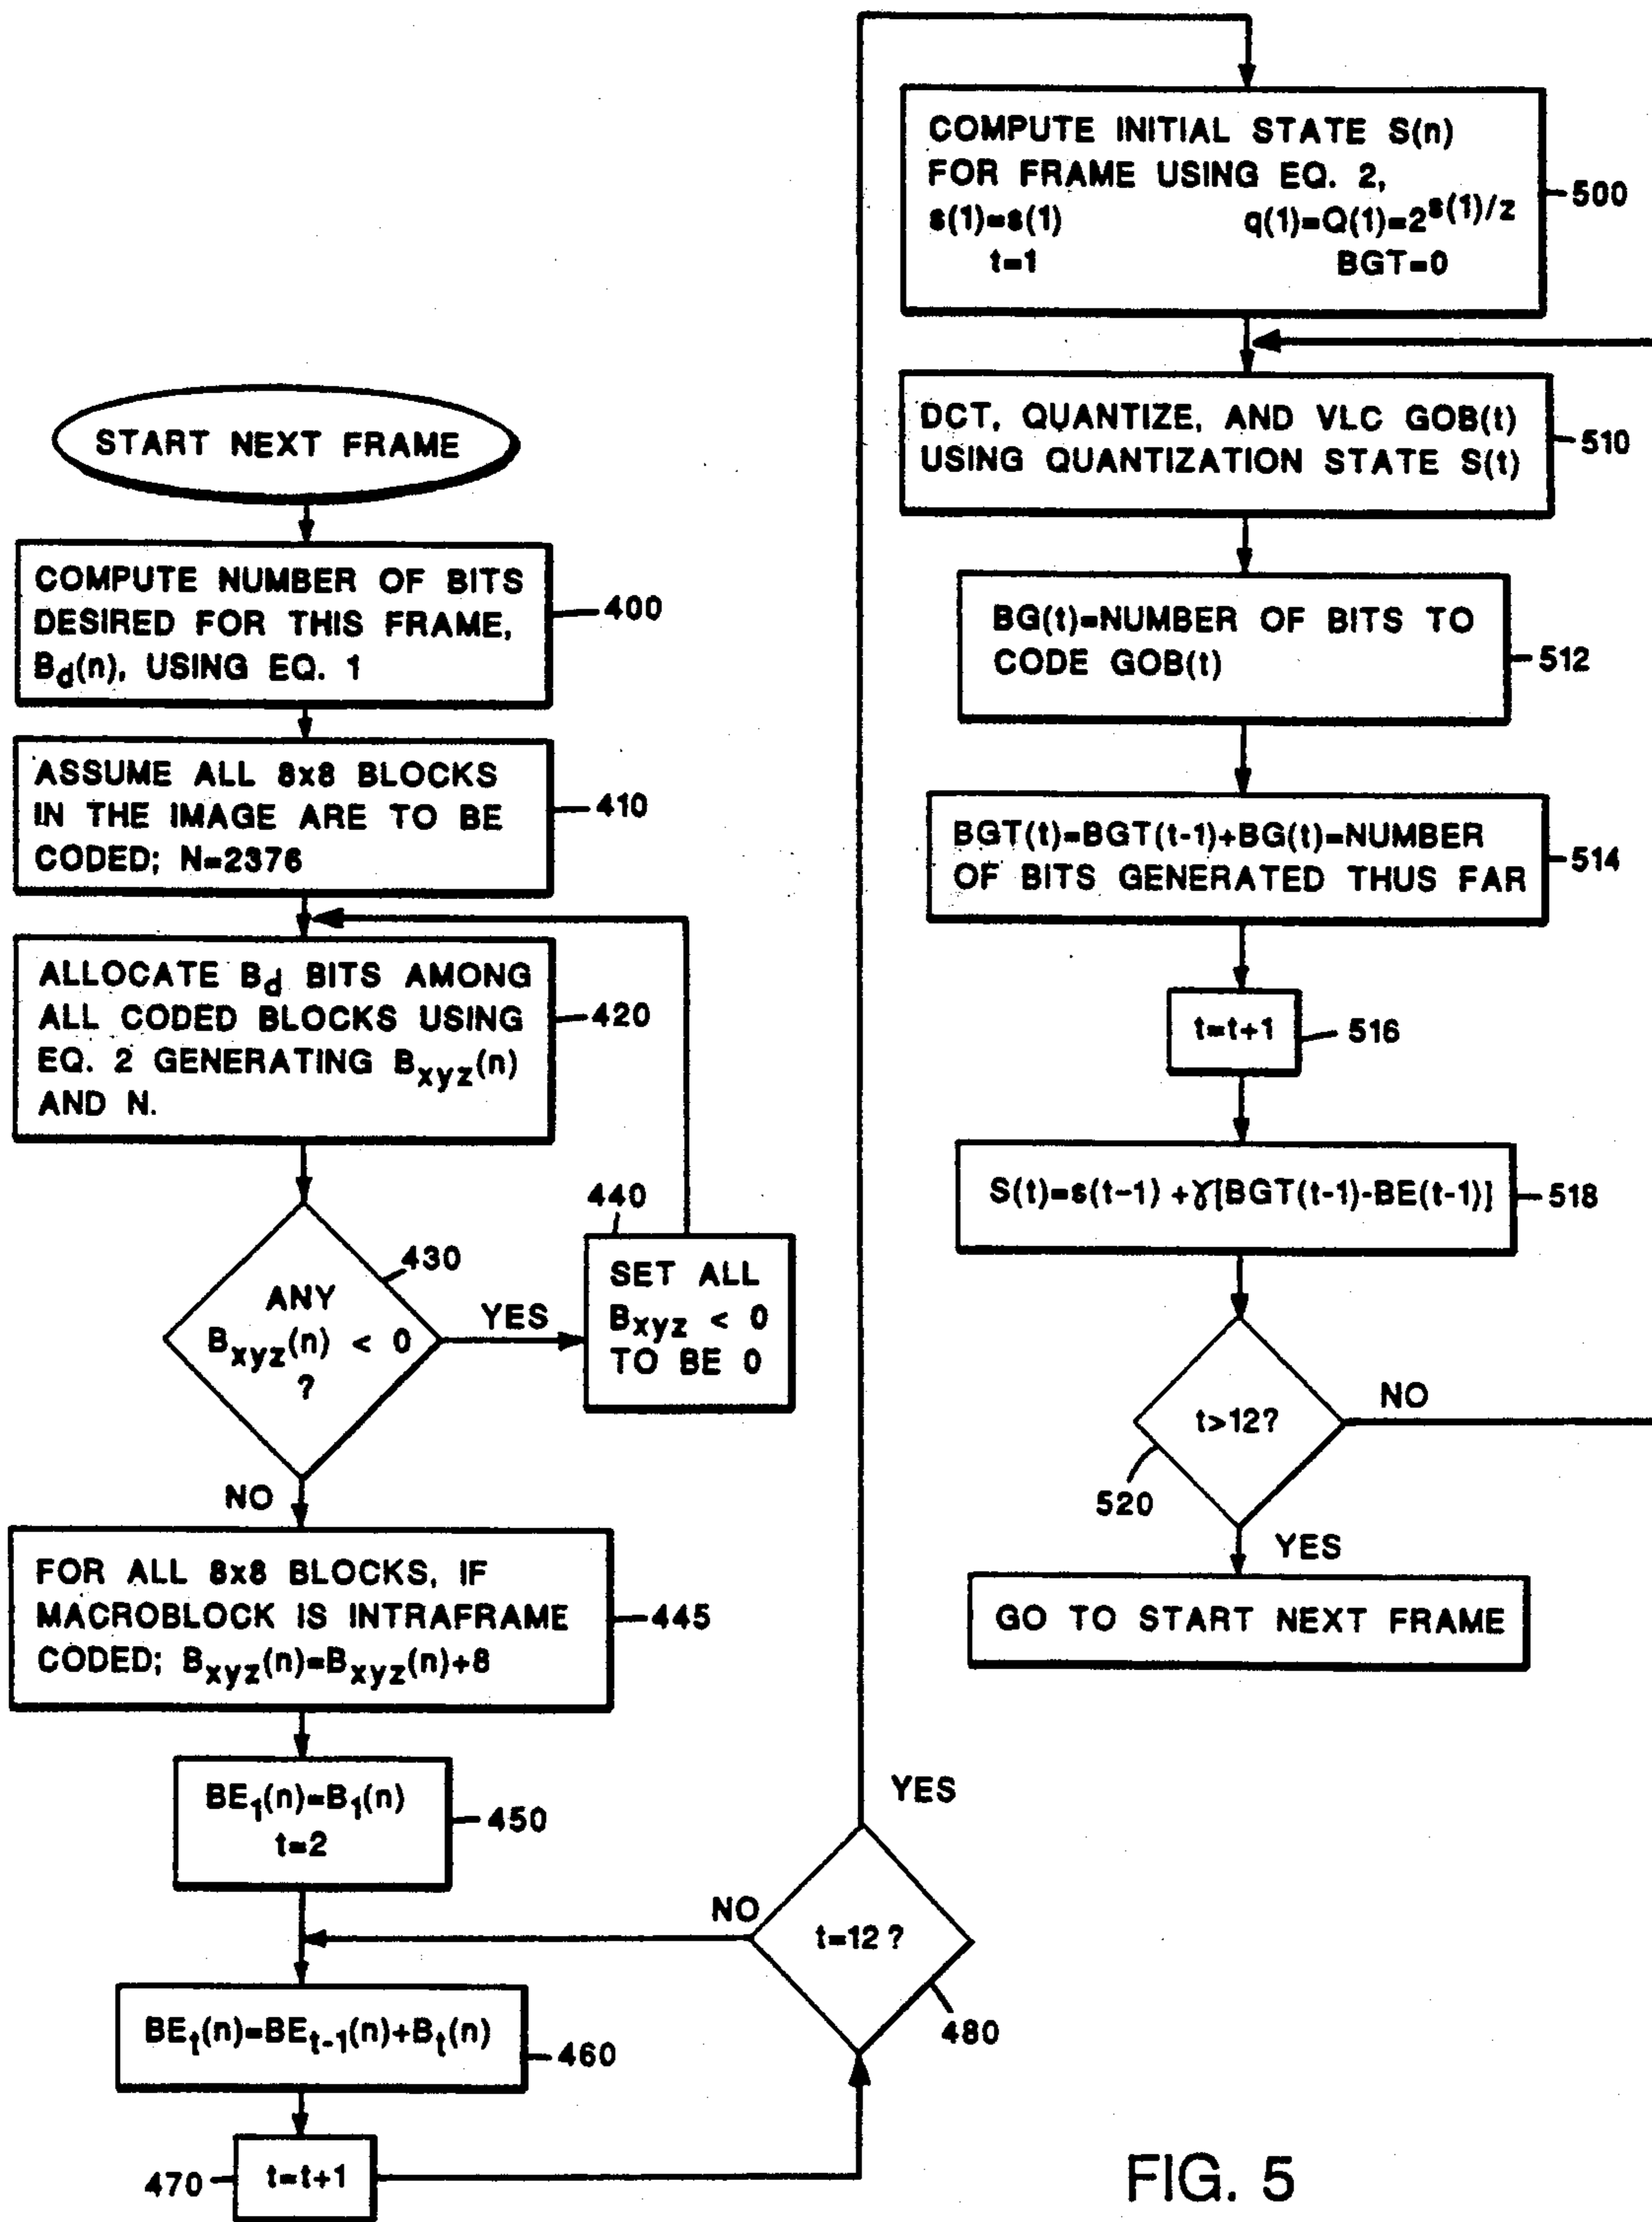 START NEXT FRAME
COMPUTE NUMBER OF BITS
DESIRED FOR THIS FRAME,
B_d(n), USING EQ. 1
400
ASSUME ALL 8x8 BLOCKS
IN THE IMAGE ARE TO BE
CODED; N=2376
410
ALLOCATE B_d BITS AMONG
ALL CODED BLOCKS USING
EQ. 2 GENERATING B_xyz(n)
AND N.
420
ANY
B_xyz(n) < 0
?
430
YES
440
SET ALL
B_xyz < 0
TO BE 0
NO
FOR ALL 8x8 BLOCKS, IF
MACROBLOCK IS INTRAFRAME
CODED; B_xyz(n)=B_xyz(n)+8
445
BE_1(n)=B_1(n)
t=2
450
BE_t(n)=BE_t-1(n)+B_t(n)
460
t=t+1
470
t=12 ?
480
NO
YES
COMPUTE INITIAL STATE S(n)
FOR FRAME USING EQ. 2,
s(1)=s(1) q(1)=Q(1)=2^s(1)/z
t=1 BGT=0
500
DCT, QUANTIZE, AND VLC GOB(t)
USING QUANTIZATION STATE S(t)
510
BG(t)=NUMBER OF BITS TO
CODE GOB(t)
512
BGT(t)=BGT(t-1)+BG(t)=NUMBER
OF BITS GENERATED THUS FAR
514
t=t+1
516
S(t)=s(t-1) +γ[BGT(t-1)-BE(t-1)]
518
t>12?
520
NO
YES
GO TO START NEXT FRAME
FIG. 5